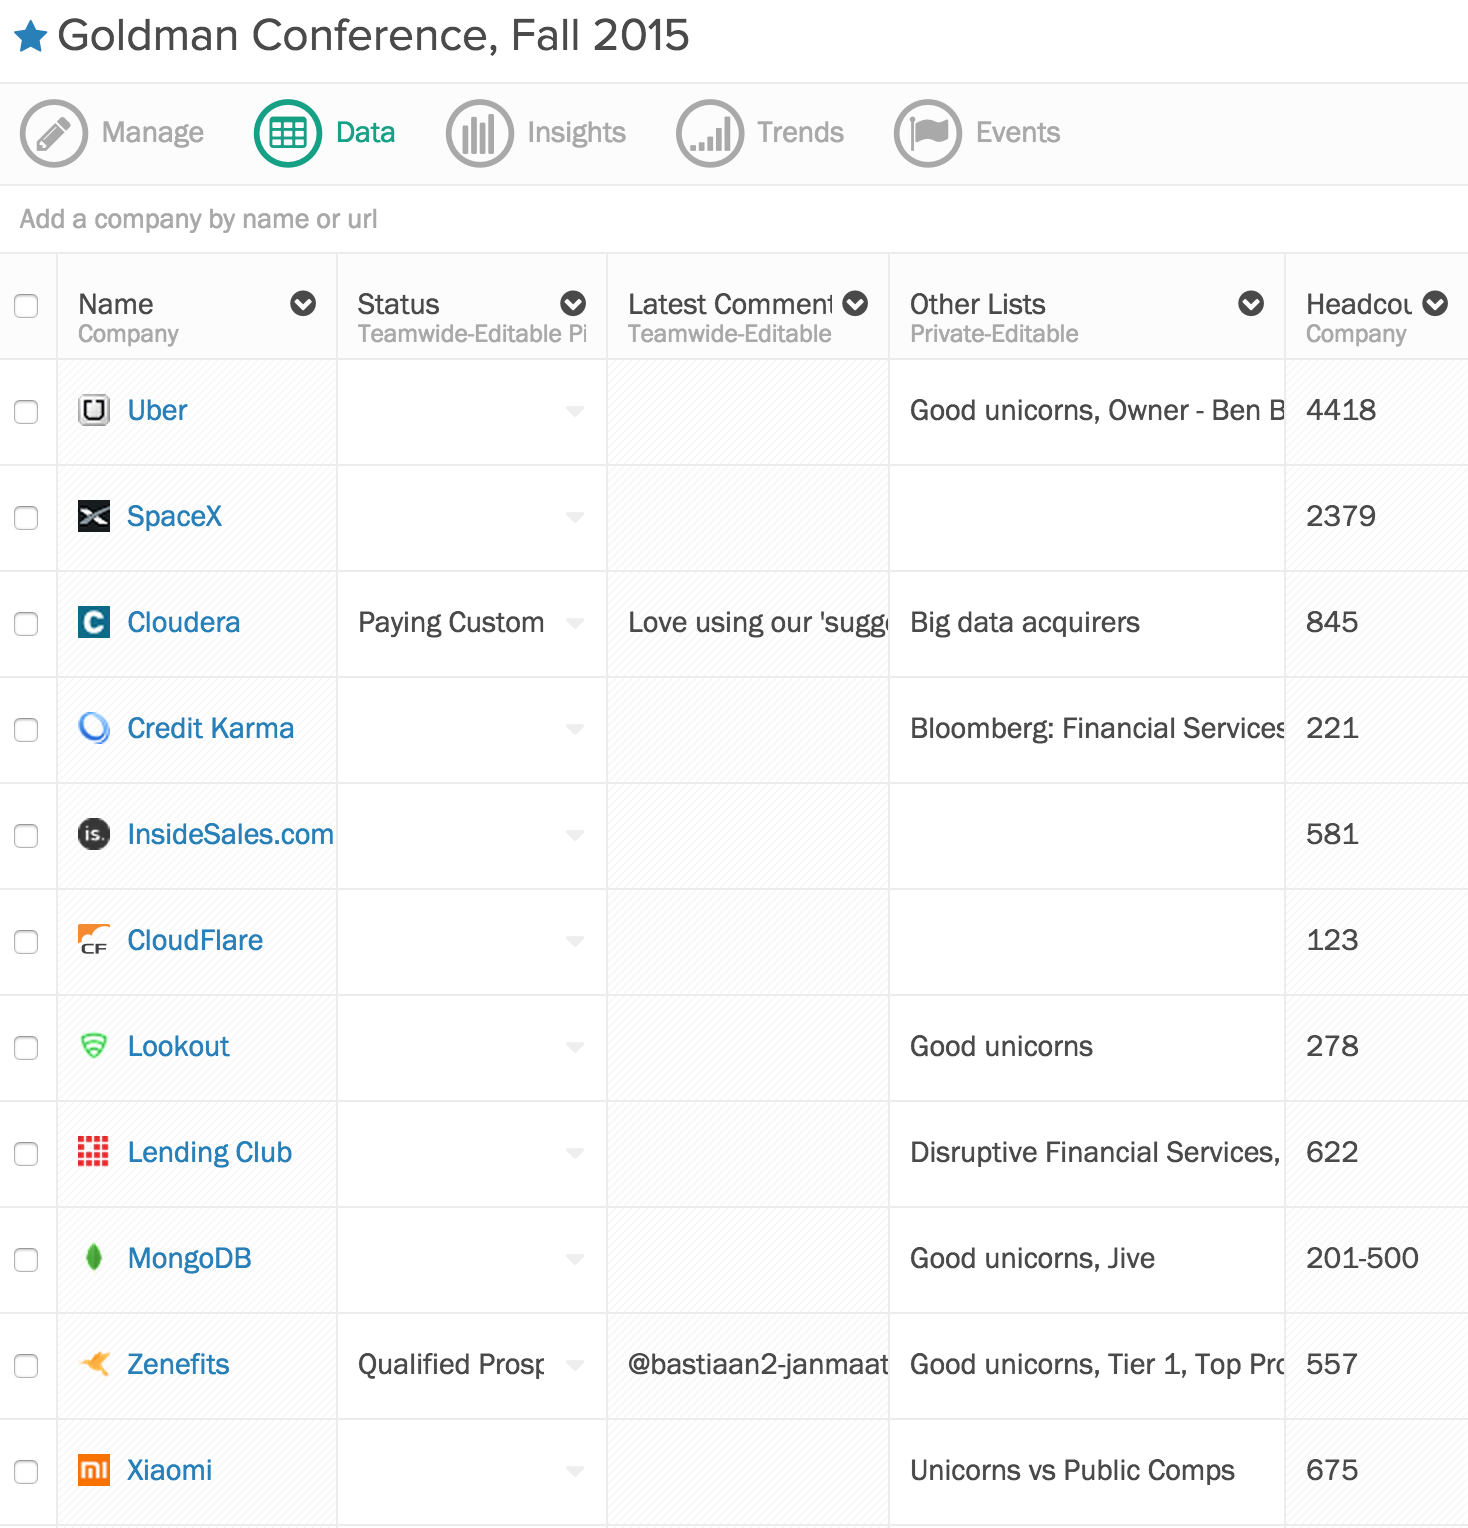 Goldman Conference, Fall 2015
Manage Data Insights Trends Events
Add a company by name or url
Name Status Latest Comment Other Lists Headcou
Company Teamwide-Editable Pi Teamwide-Editable Private-Editable Company
Uber Good unicorns, Owner - Ben B 4418
SpaceX 2379
C Cloudera Paying Custom Love using our 'sugge Big data acquirers 845
Credit Karma Bloomberg: Financial Services 221
is. InsideSales.com 581
CF CloudFlare 123
Lookout Good unicorns 278
Lending Club Disruptive Financial Services, 622
MongoDB Good unicorns, Jive 201-500
Zenefits Qualified Prosp @bastiaan2-janmaat Good unicorns, Tier 1, Top Pro 557
mi Xiaomi Unicorns vs Public Comps 675